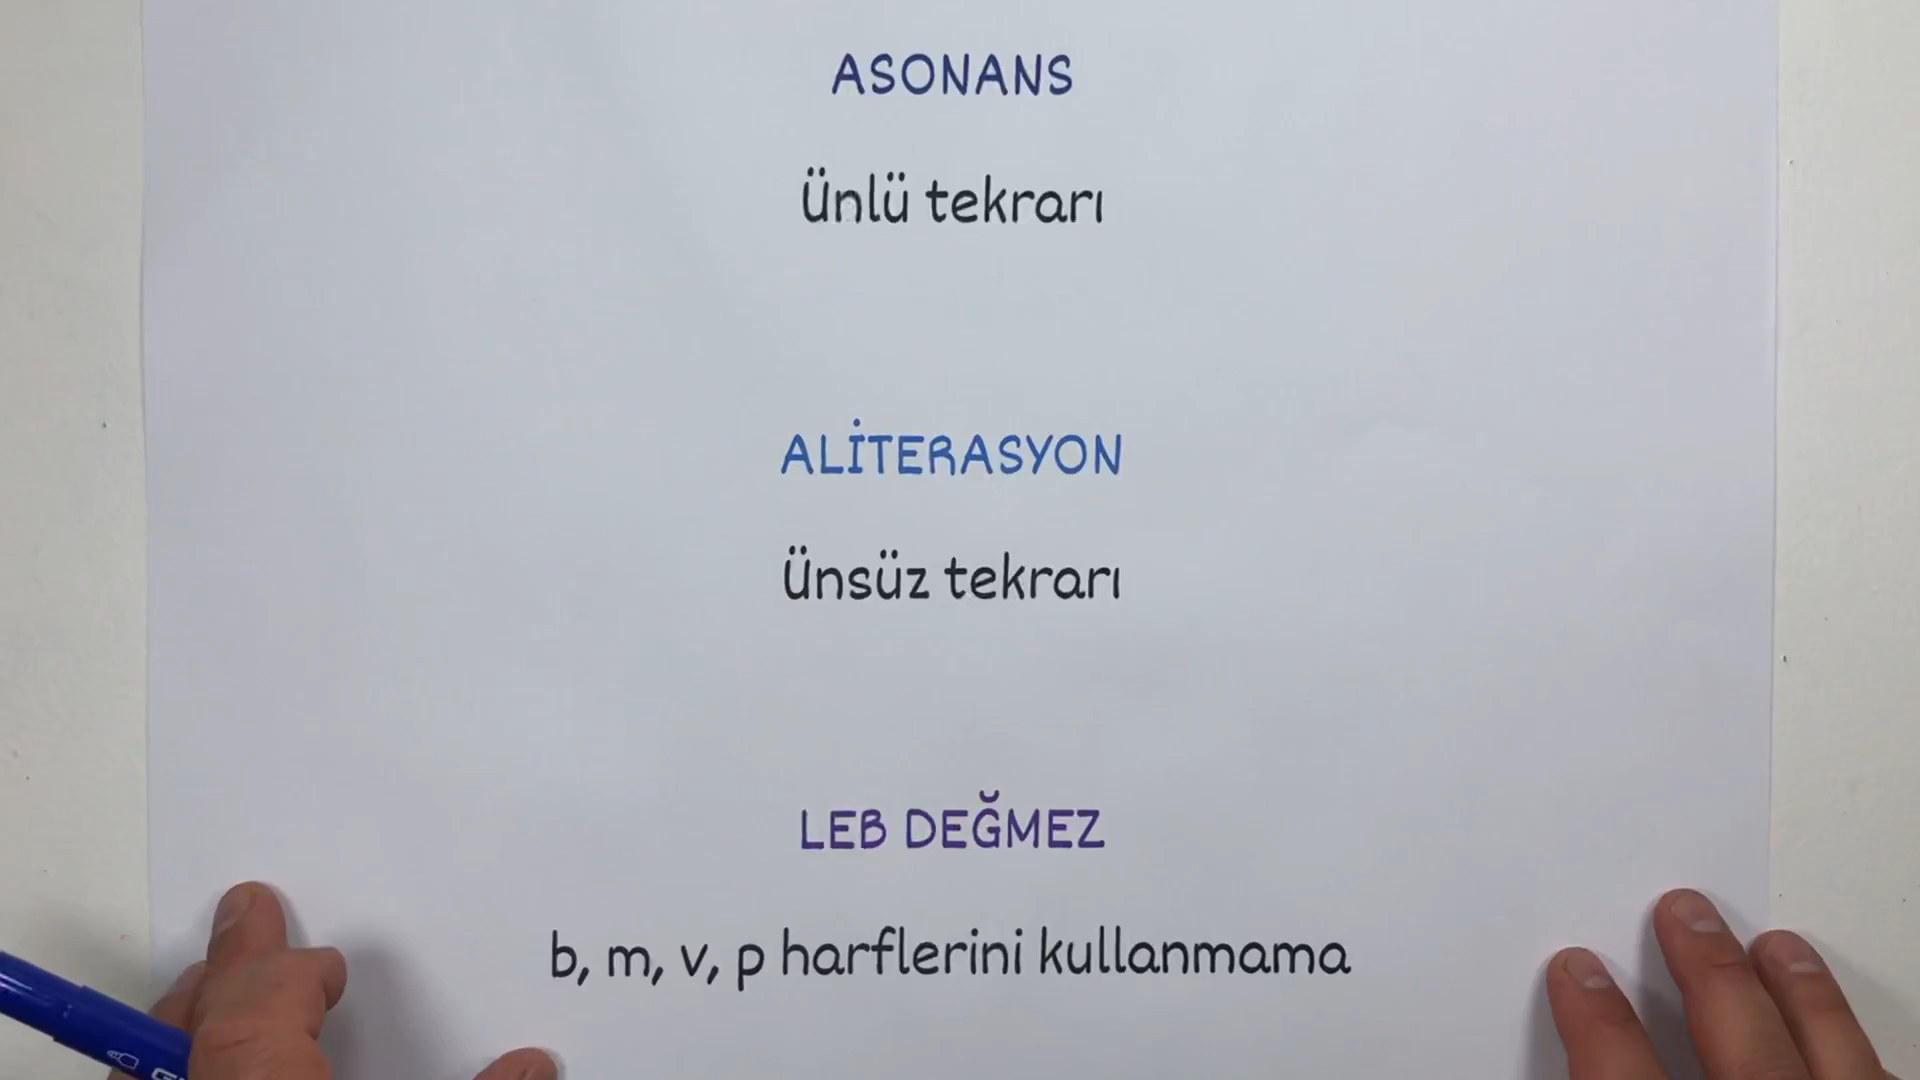 ASONANS
Ünlü tekrarı
ALİTERASYON
Ünsüz tekrarı
LEB DEĞMEZ
b, m, v, p harflerini kullanmama